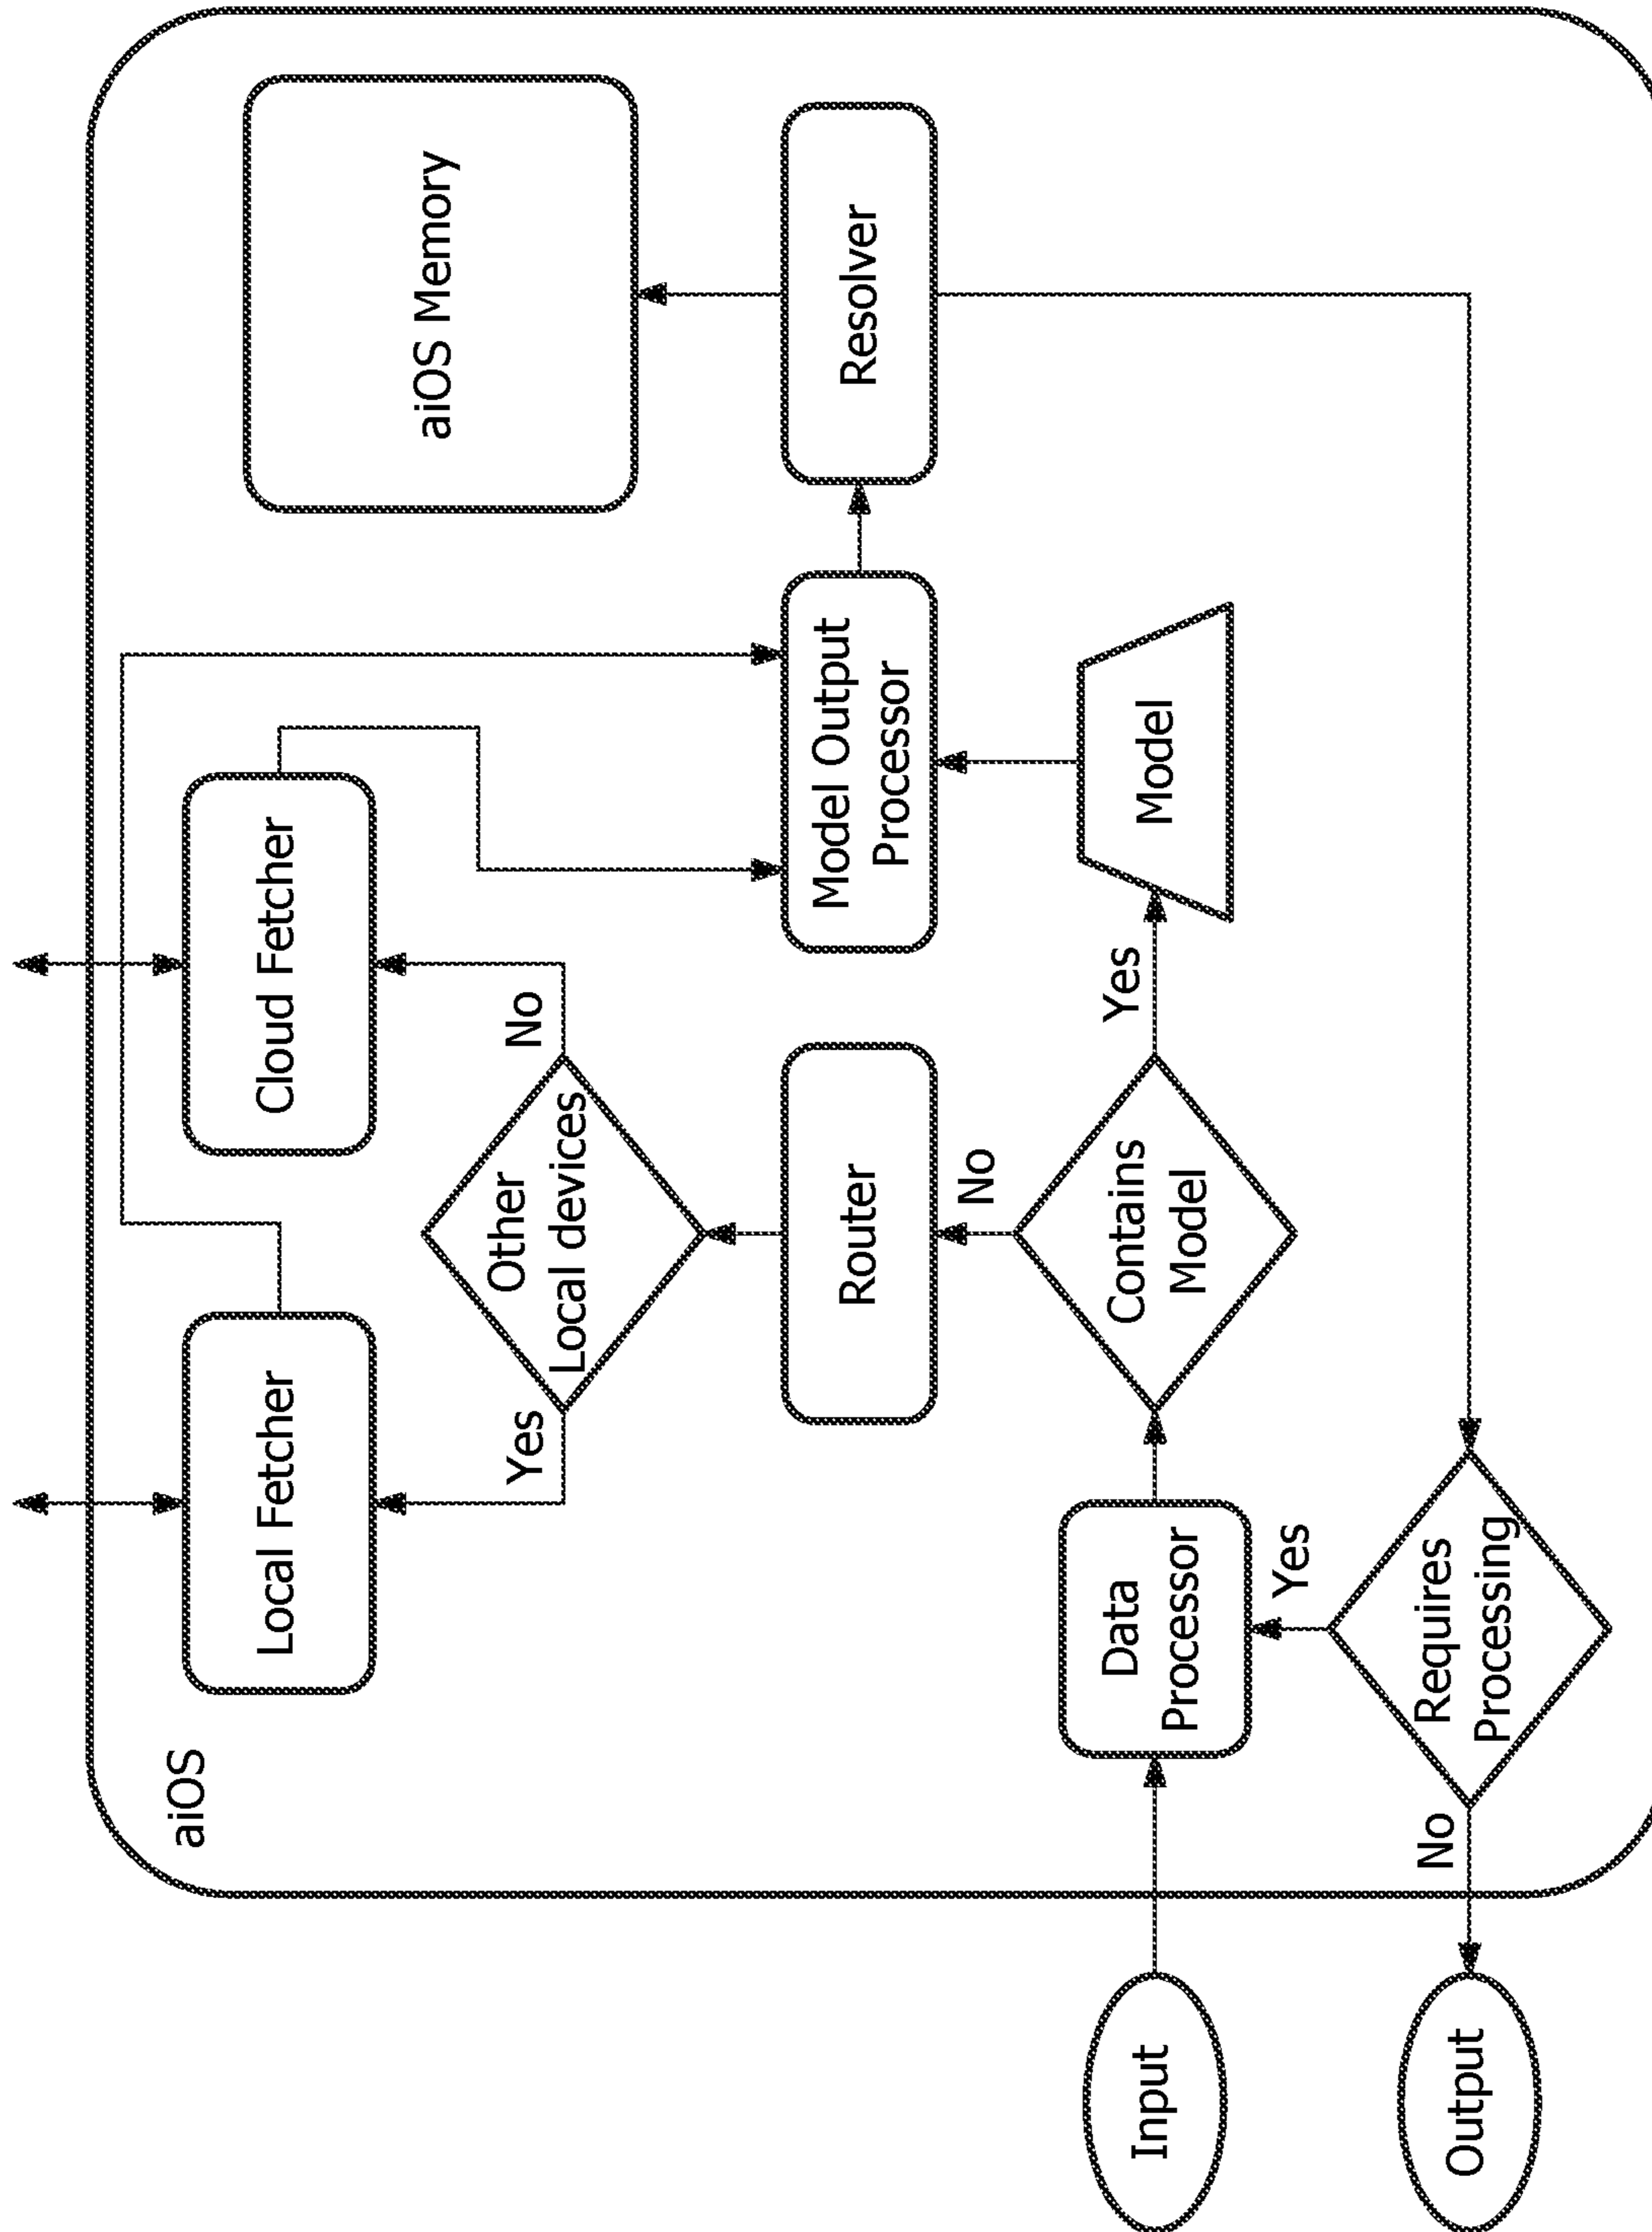 aiOS
Local Fetcher
Cloud Fetcher
aiOS Memory
Yes
Other
Local devices
No
Router
Model Output
Processor
Resolver
No
Input
Data
Processor
Contains
Model
Yes
Model
Yes
Output
No
Requires
Processing